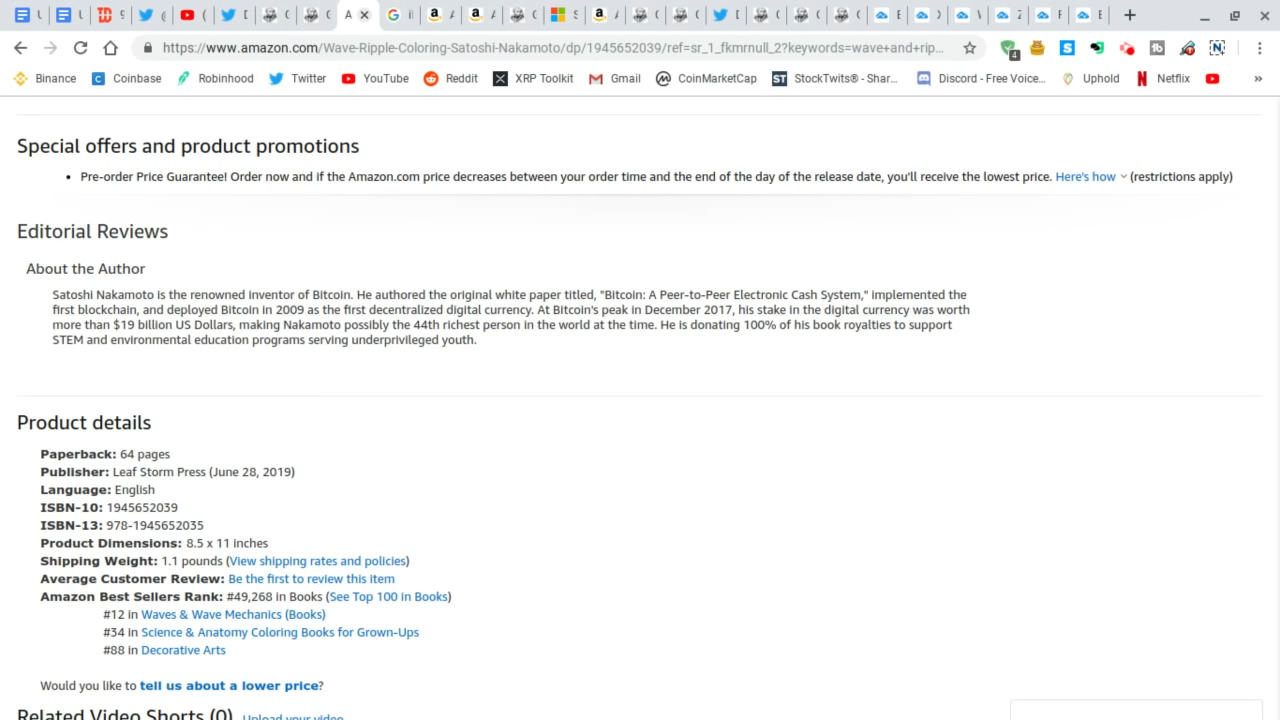 https://www.amazon.com/Wave-Ripple-Coloring-Satoshi-Nakamoto/dp/1945652039/ref=sr_1_fkmrnull_2?keywords=wave+and+rip...
4
Binance Coinbase Robinhood Twitter YouTube Reddit XRP Toolkit Gmail CoinMarketCap StockTwits® - Shar... Discord - Free Voice... Uphold Netflix »
Special offers and product promotions
• Pre-order Price Guarantee! Order now and if the Amazon.com price decreases between your order time and the end of the day of the release date, you'll receive the lowest price. Here's how (restrictions apply)
Editorial Reviews
About the Author
Satoshi Nakamoto is the renowned inventor of Bitcoin. He authored the original white paper titled, "Bitcoin: A Peer-to-Peer Electronic Cash System," implemented the
first blockchain, and deployed Bitcoin in 2009 as the first decentralized digital currency. At Bitcoin's peak in December 2017, his stake in the digital currency was worth
more than $19 billion US Dollars, making Nakamoto possibly the 44th richest person in the world at the time. He is donating 100% of his book royalties to support
STEM and environmental education programs serving underprivileged youth.
Product details
Paperback: 64 pages
Publisher: Leaf Storm Press (June 28, 2019)
Language: English
ISBN-10: 1945652039
ISBN-13: 978-1945652035
Product Dimensions: 8.5 x 11 inches
Shipping Weight: 1.1 pounds (View shipping rates and policies)
Average Customer Review: Be the first to review this item
Amazon Best Sellers Rank: #49,268 in Books (See Top 100 in Books)
#12 in Waves & Wave Mechanics (Books)
#34 in Science & Anatomy Coloring Books for Grown-Ups
#88 in Decorative Arts
Would you like to tell us about a lower price?
Related Video Shorts (0) Upload your video